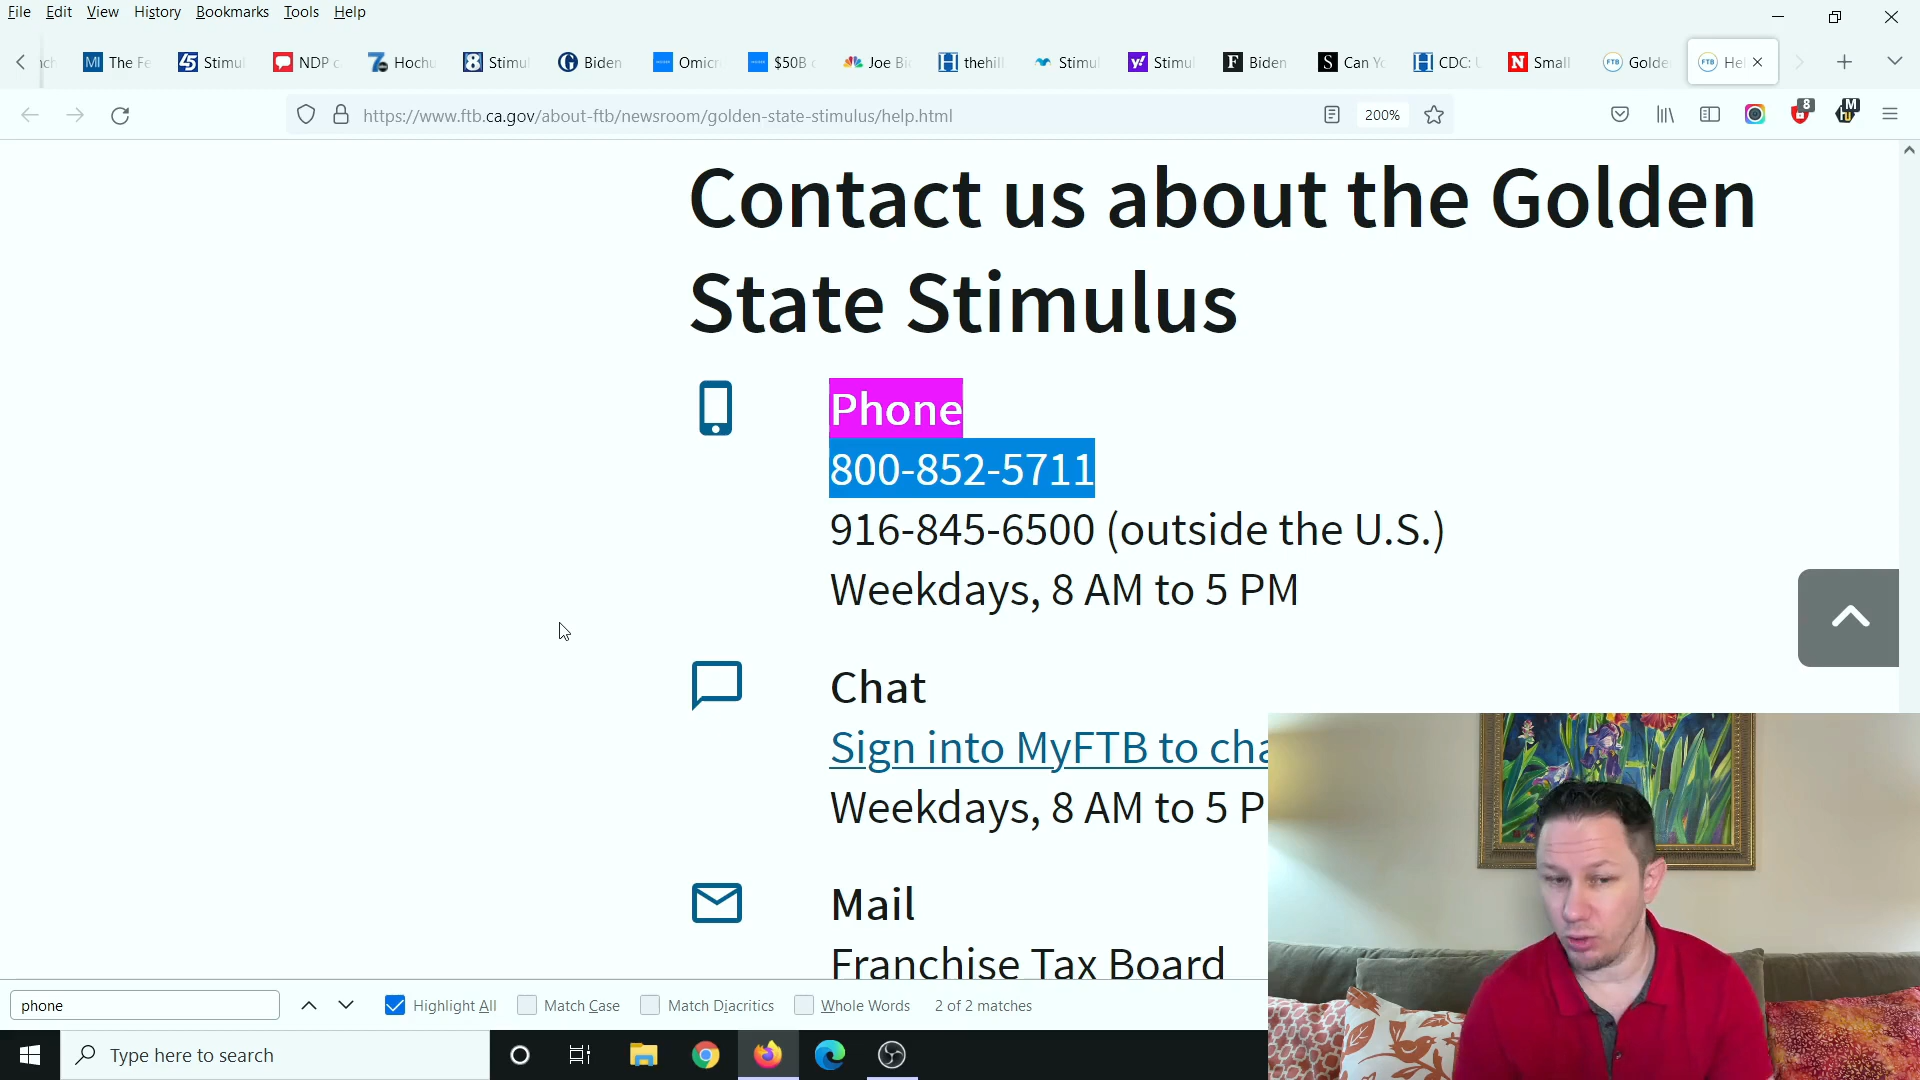 File Edit View History Bookmarks Tools Help
The Fe Stimul NDP c Hochu Stimul Biden Omicr $50B Joe Bi thehill Stimul Stimul Biden Can Yo CDC: U Small Golde Hel
https://www.ftb.ca.gov/about-ftb/newsroom/golden-state-stimulus/help.html 200% 8 M
Contact us about the Golden
State Stimulus
Phone
800-852-5711
916-845-6500 (outside the U.S.)
Weekdays, 8 AM to 5 PM
Chat
Sign into MyFTB to cha
Weekdays, 8 AM to 5 P
Mail
Franchise Tax Board
phone Highlight All Match Case Match Diacritics Whole Words 2 of 2 matches
Type here to search